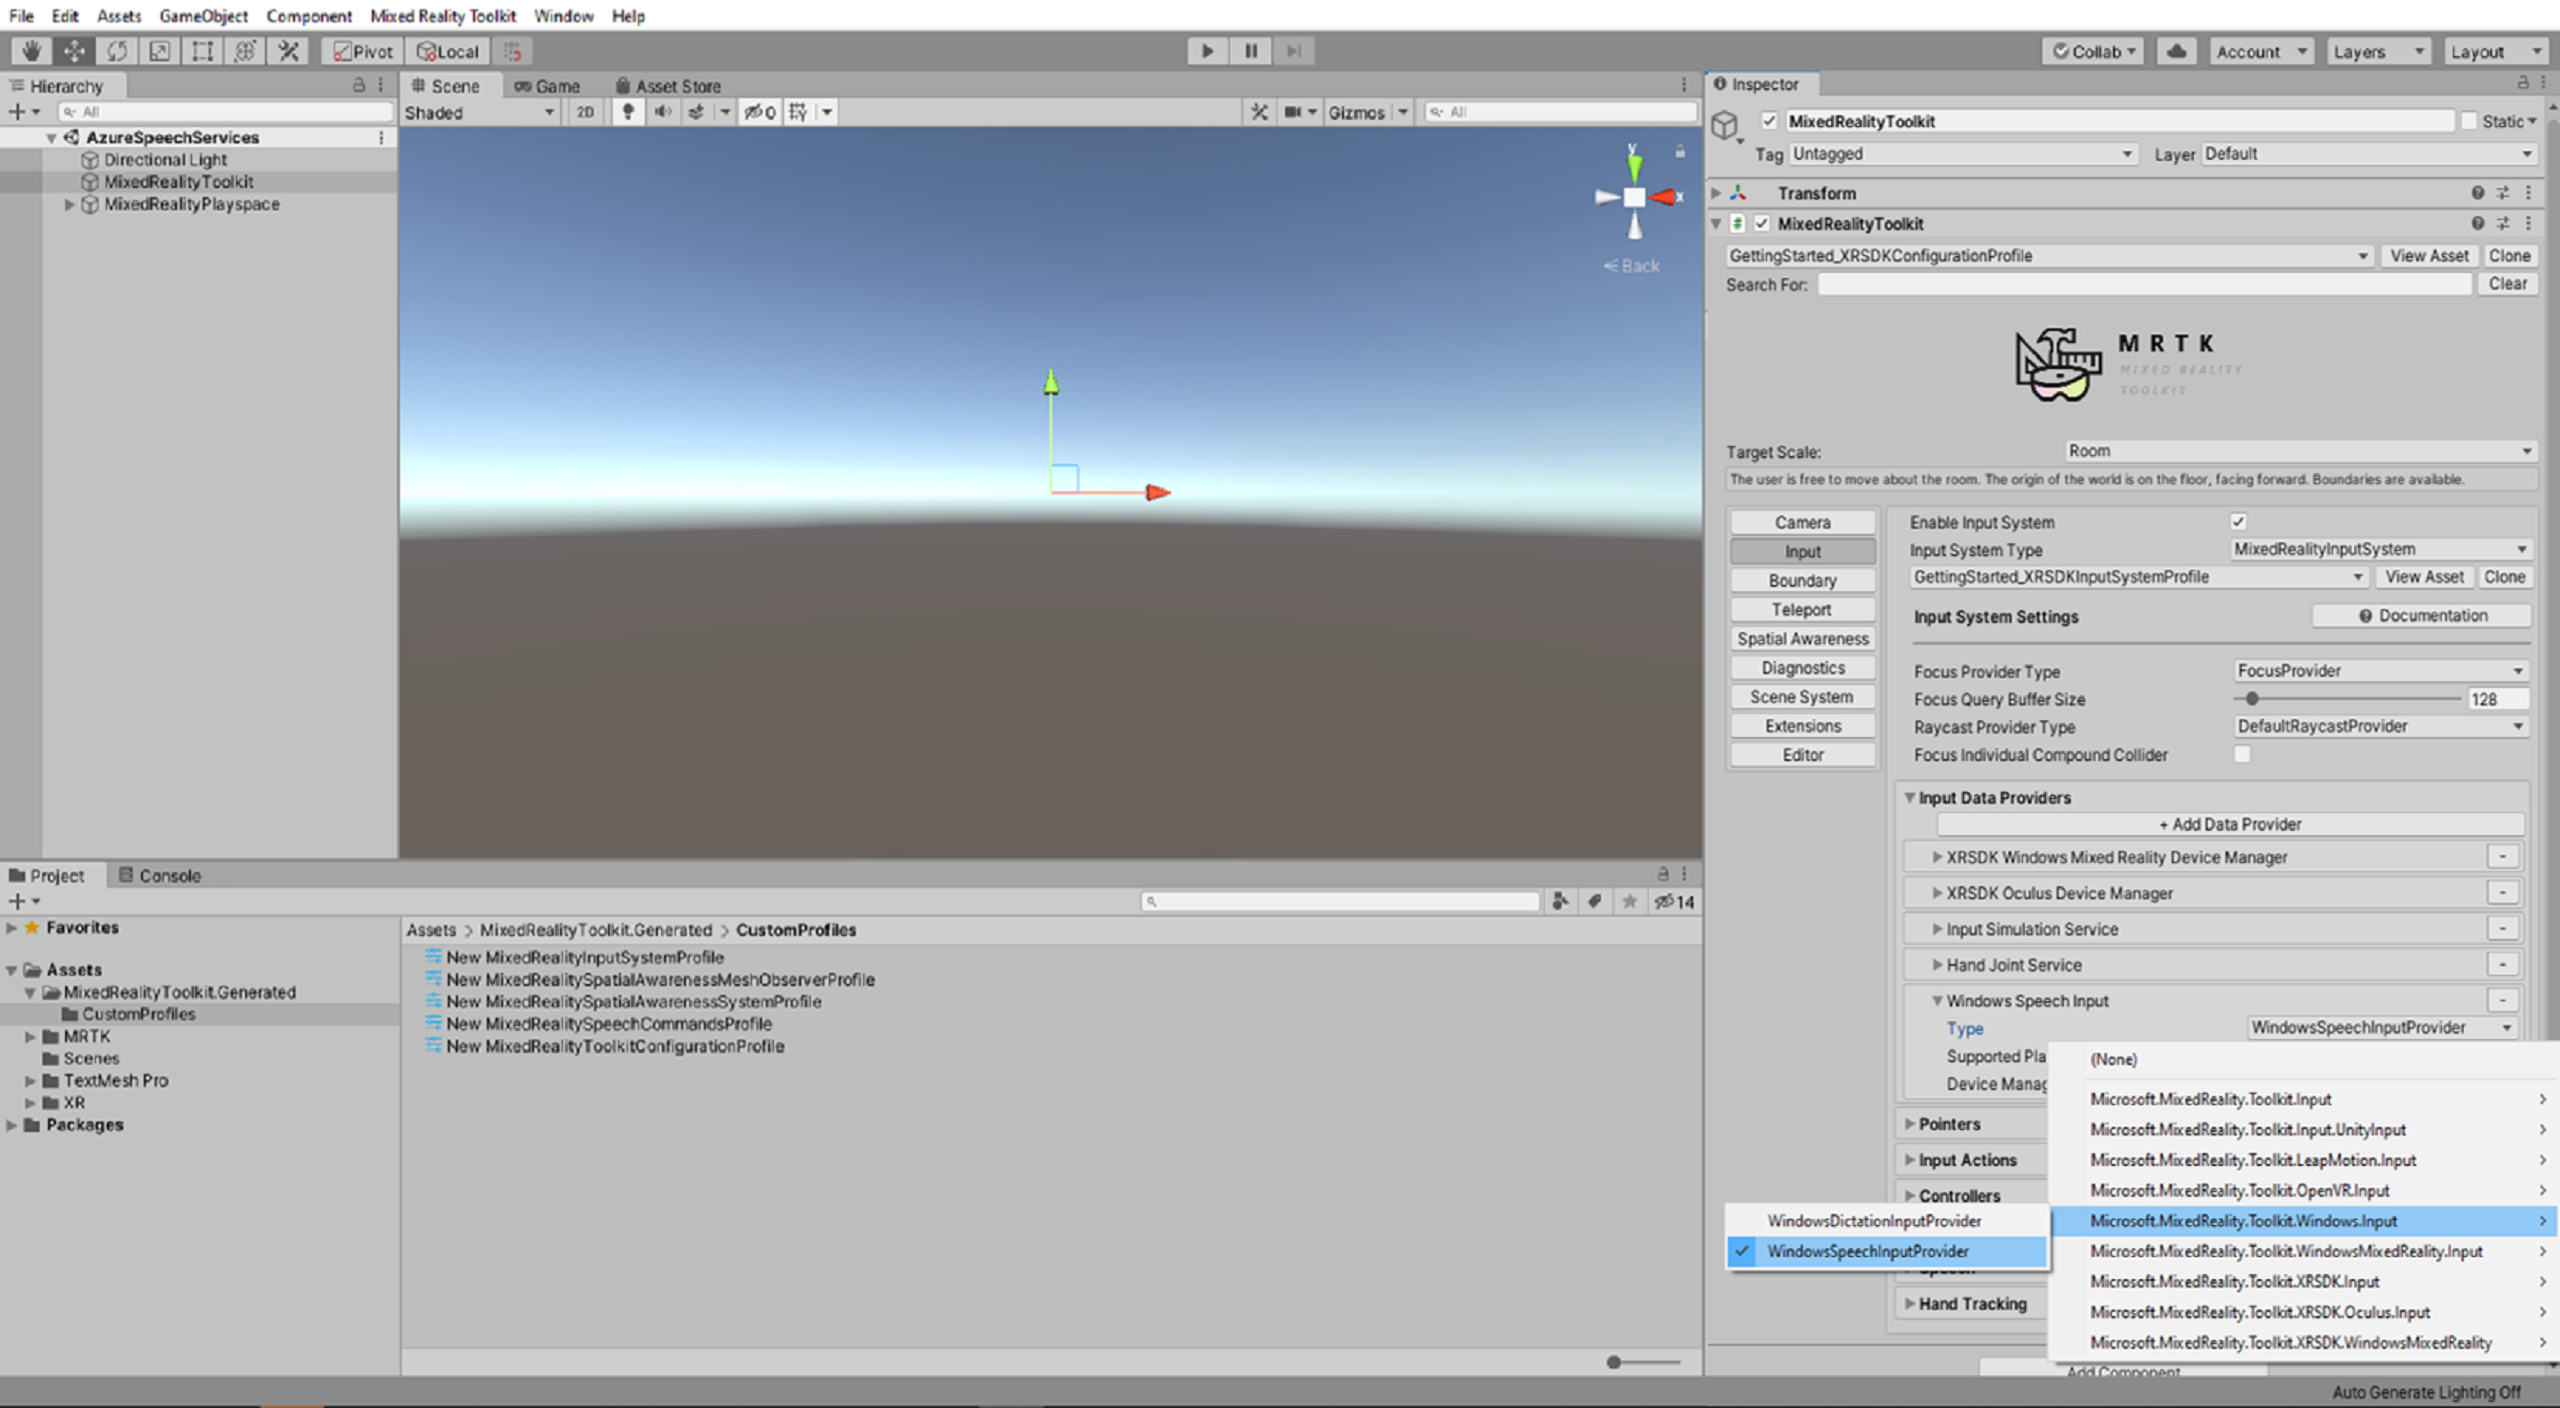 File Edit Assets GameObject Component Mixed Reality Toolkit Window Help
Pivot Local Collab Account Layers Layout
Hierarchy
All
AzureSpeechServices
Directional Light
MixedRealityToolkit
MixedRealityPlayspace
Scene Game Asset Store
Shaded 2D 0 Gizmos All
y
x
Back
Project Console
14
Favorites
Assets
MixedRealityToolkit.Generated
CustomProfiles
MRTK
Scenes
TextMesh Pro
XR
Packages
Assets > MixedRealityToolkit.Generated > CustomProfiles
New MixedRealityInputSystemProfile
New MixedRealitySpatialAwarenessMeshObserverProfile
New MixedRealitySpatialAwarenessSystemProfile
New MixedRealitySpeechCommandsProfile
New MixedRealityToolkitConfigurationProfile
Inspector
MixedRealityToolkit Static
Tag Untagged Layer Default
Transform
MixedRealityToolkit
GettingStarted_XRSDKConfigurationProfile View Asset Clone
Search For: Clear
MRTK
MIXED REALITY
TOOLKIT
Target Scale: Room
The user is free to move about the room. The origin of the world is on the floor, facing forward. Boundaries are available.
Camera
Input
Boundary
Teleport
Spatial Awareness
Diagnostics
Scene System
Extensions
Editor
Enable Input System
Input System Type MixedRealityInputSystem
GettingStarted_XRSDKInputSystemProfile View Asset Clone
Input System Settings Documentation
Focus Provider Type FocusProvider
Focus Query Buffer Size 128
Raycast Provider Type DefaultRaycastProvider
Focus Individual Compound Collider
Input Data Providers
+ Add Data Provider
XRSDK Windows Mixed Reality Device Manager -
XRSDK Oculus Device Manager -
Input Simulation Service -
Hand Joint Service -
Windows Speech Input -
Type WindowsSpeechInputProvider
Supported Pla
Device Manag
Pointers
Input Actions
Controllers
Hand Tracking
(None)
Microsoft.MixedReality.Toolkit.Input
Microsoft.MixedReality.Toolkit.Input.UnityInput
Microsoft.MixedReality.Toolkit.LeapMotion.Input
Microsoft.MixedReality.Toolkit.OpenVR.Input
Microsoft.MixedReality.Toolkit.Windows.Input
Microsoft.MixedReality.Toolkit.WindowsMixedReality.Input
Microsoft.MixedReality.Toolkit.XRSDK.Input
Microsoft.MixedReality.Toolkit.XRSDK.Oculus.Input
Microsoft.MixedReality.Toolkit.XRSDK.WindowsMixedReality
WindowsDictationInputProvider
WindowsSpeechInputProvider
Add Component
Auto Generate Lighting Off